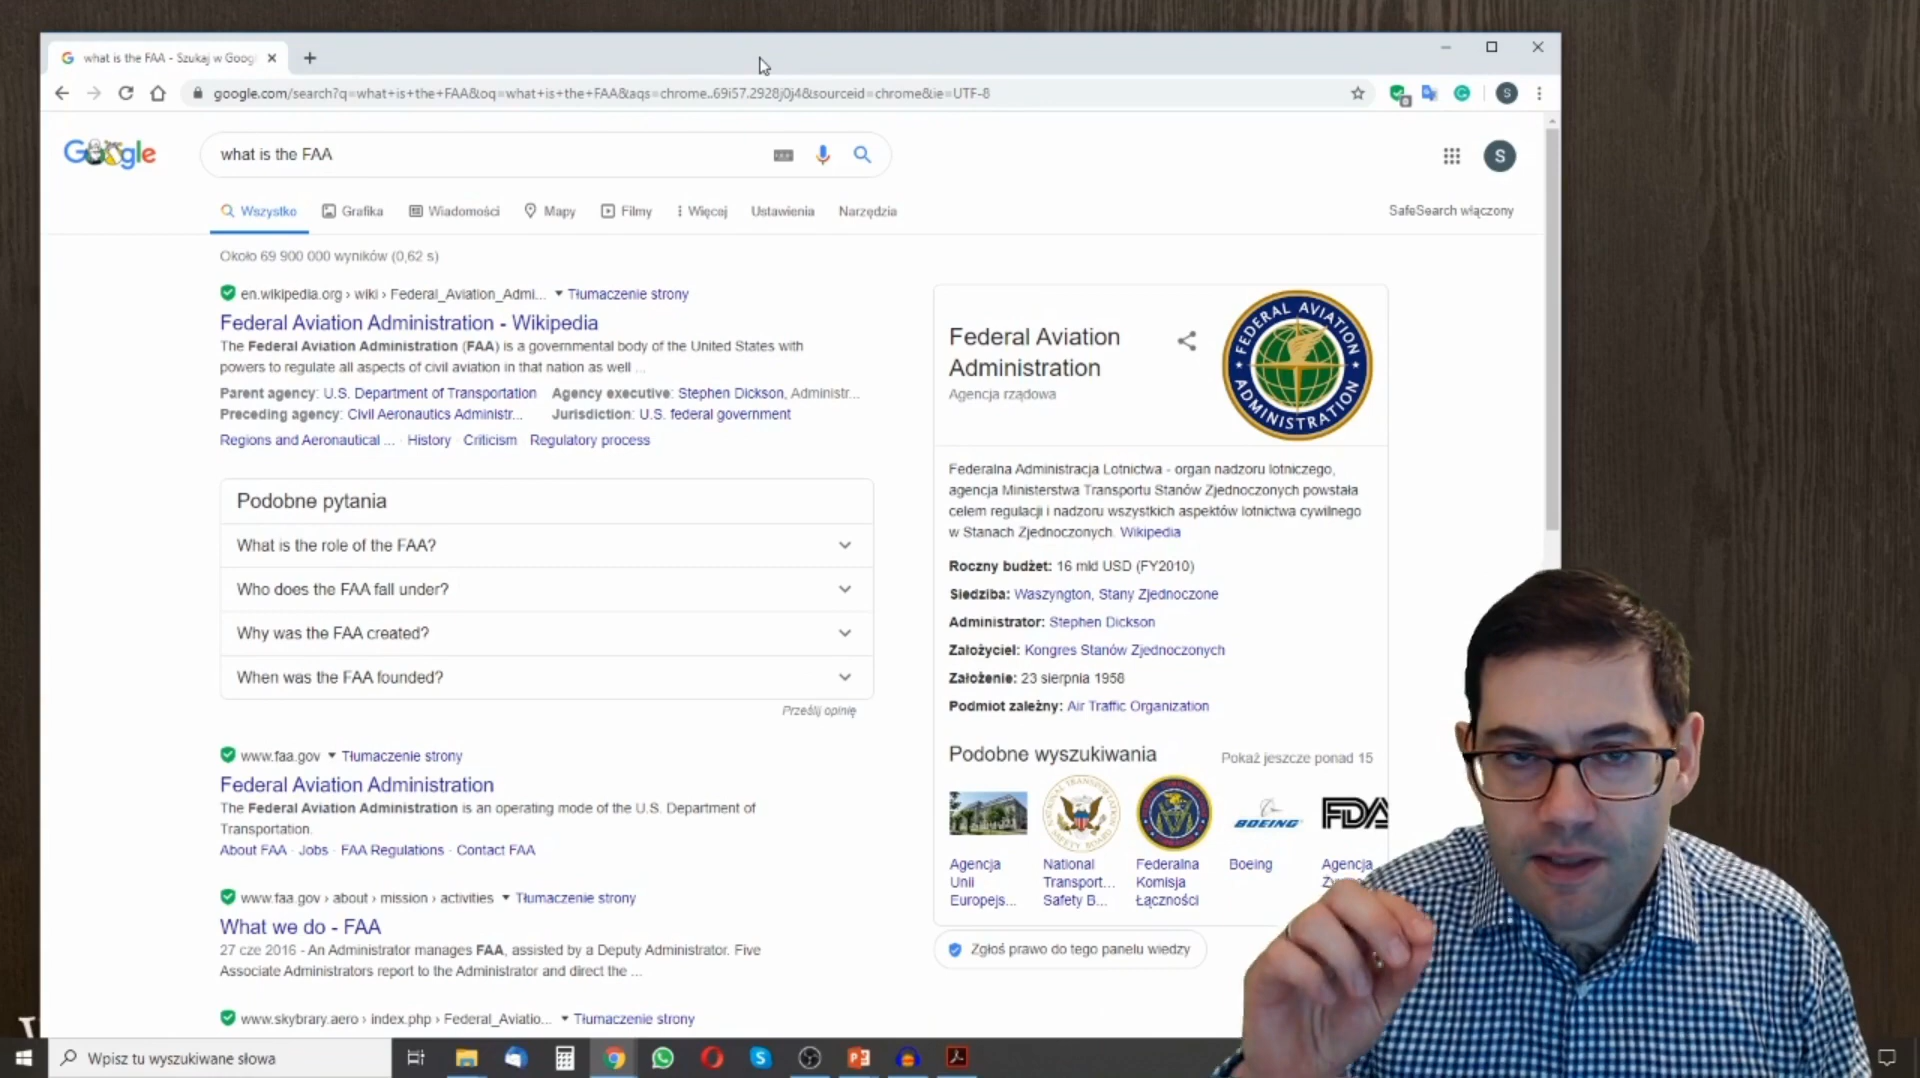 what is the FAA - Szukaj w Goog
google.com/search?q=what+is+the+FAA&oq=what+is+the+FAA&aqs=chrome..69i57.2928j0j4&sourceid=chrome&ie=UTF-8
S
Google
what is the FAA
S
Wszystko
Grafika
Wiadomości
Mapy
Filmy
Więcej
Ustawienia
Narzędzia
SafeSearch włączony
Około 69 900 000 wyników (0,62 s)
en.wikipedia.org › wiki › Federal_Aviation_Admi... Tłumaczenie strony
Federal Aviation Administration - Wikipedia
The Federal Aviation Administration (FAA) is a governmental body of the United States with
powers to regulate all aspects of civil aviation in that nation as well ...
Parent agency: U.S. Department of Transportation Agency executive: Stephen Dickson, Administr...
Preceding agency: Civil Aeronautics Administr... Jurisdiction: U.S. federal government
Regions and Aeronautical ... · History · Criticism · Regulatory process
Podobne pytania
What is the role of the FAA?
Who does the FAA fall under?
Why was the FAA created?
When was the FAA founded?
Prześlij opinię
www.faa.gov Tłumaczenie strony
Federal Aviation Administration
The Federal Aviation Administration is an operating mode of the U.S. Department of
Transportation.
About FAA · Jobs · FAA Regulations · Contact FAA
www.faa.gov › about › mission › activities Tłumaczenie strony
What we do - FAA
27 cze 2016 - An Administrator manages FAA, assisted by a Deputy Administrator. Five
Associate Administrators report to the Administrator and direct the ...
www.skybrary.aero › index.php › Federal_Aviatio... Tłumaczenie strony
Federal Aviation
Administration
Agencja rządowa
FEDERAL AVIATION
ADMINISTRATION
Federalna Administracja Lotnictwa - organ nadzoru lotniczego,
agencja Ministerstwa Transportu Stanów Zjednoczonych powstała
celem regulacji i nadzoru wszystkich aspektów lotnictwa cywilnego
w Stanach Zjednoczonych. Wikipedia
Roczny budżet: 16 mld USD (FY2010)
Siedziba: Waszyngton, Stany Zjednoczone
Administrator: Stephen Dickson
Założyciel: Kongres Stanów Zjednoczonych
Założenie: 23 sierpnia 1958
Podmiot zależny: Air Traffic Organization
Podobne wyszukiwania
Pokaż jeszcze ponad 15
BOEING
FDA
Agencja
Unii
Europejs...
National
Transport...
Safety B...
Federalna
Komisja
Łączności
Boeing
Agencja
Zgłoś prawo do tego panelu wiedzy
Wpisz tu wyszukiwane słowa